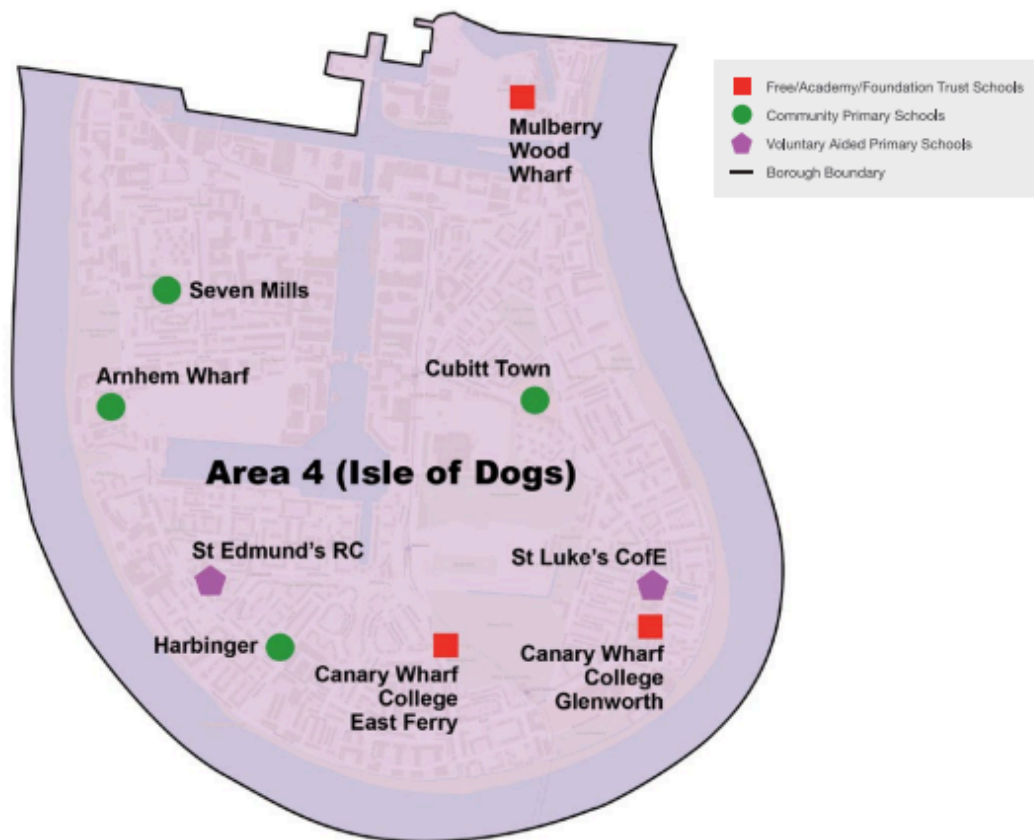 Free/Academy/Foundation Trust Schools
Community Primary Schools
Voluntary Aided Primary Schools
Borough Boundary
Mulberry
Wood
Wharf
Seven Mills
Arnhem Wharf
Cubitt Town
Area 4 (Isle of Dogs)
St Edmund's RC
St Luke's CofE
Harbinger
Canary Wharf
College
East Ferry
Canary Wharf
College
Glenworth